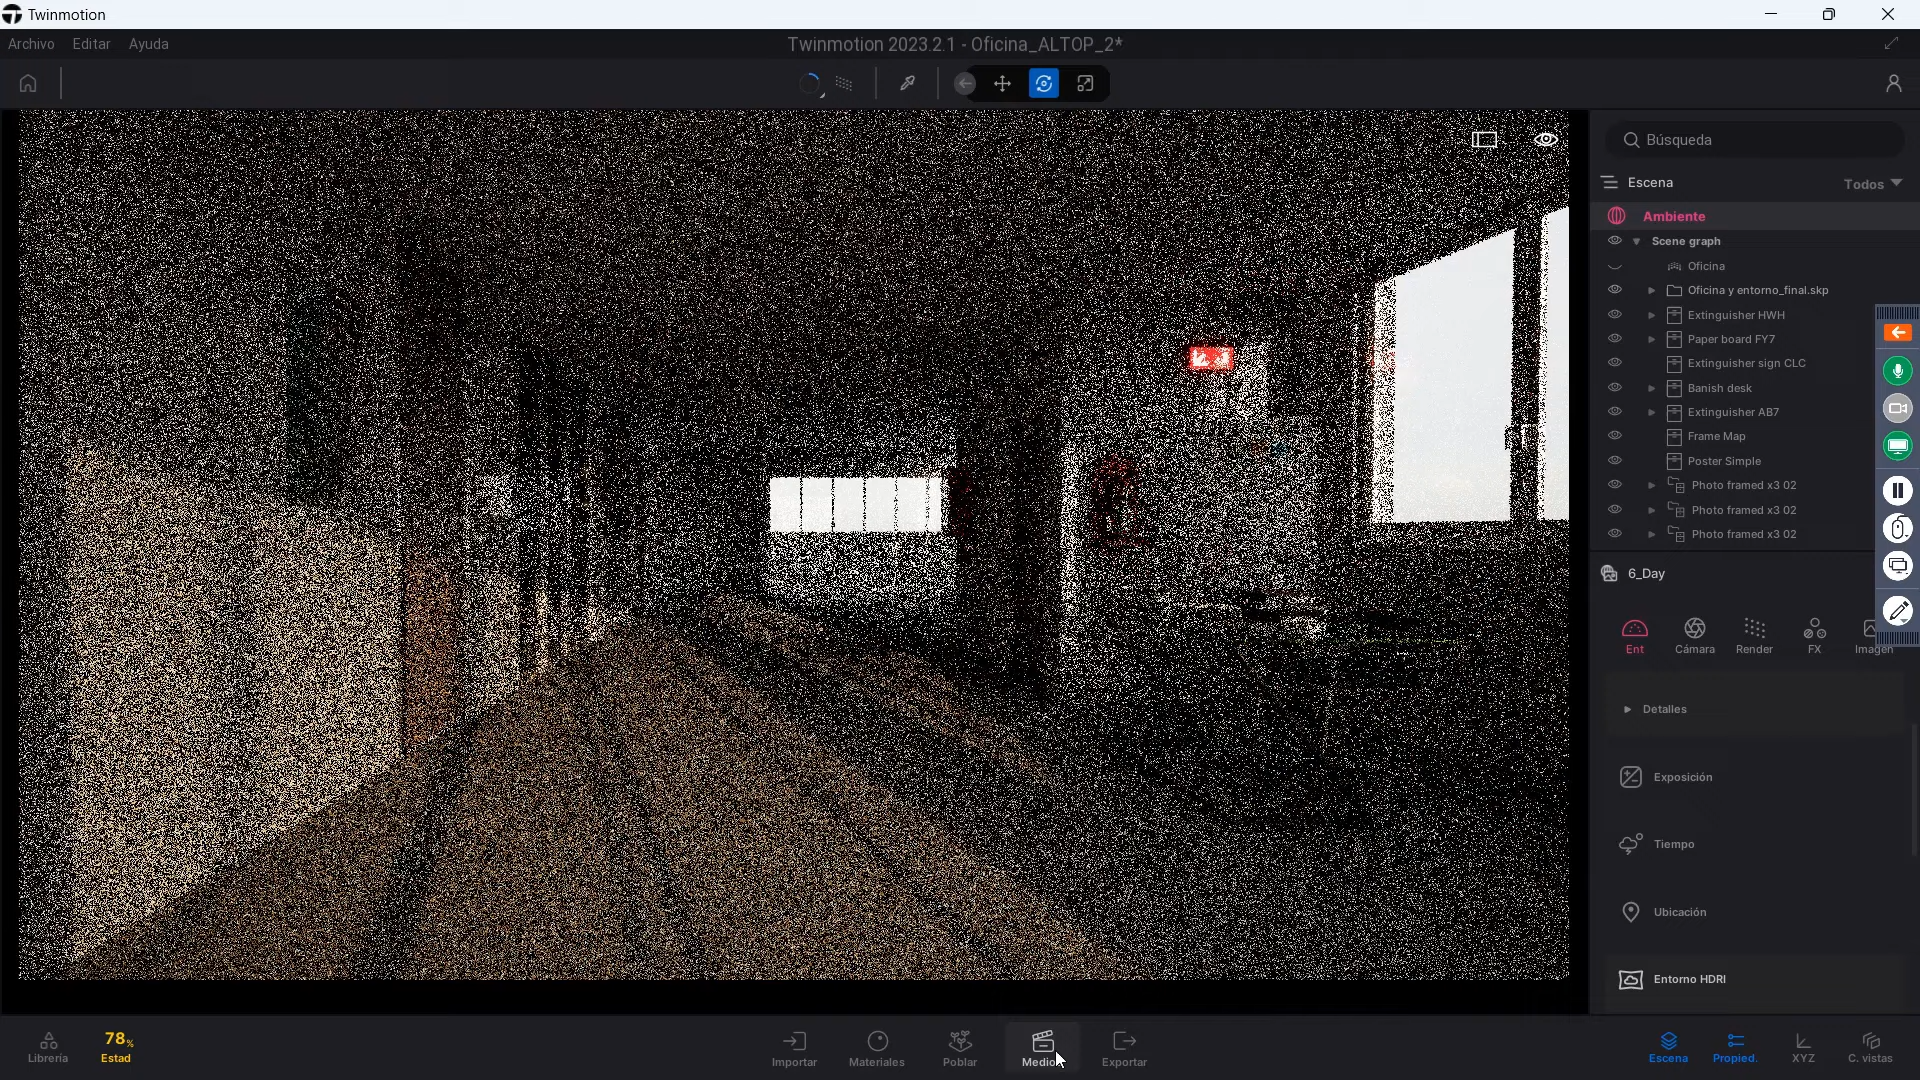 Twinmotion
Archivo Editar Ayuda
Twinmotion 2023.2.1 - Oficina_ALTOP_2*
Búsqueda
Escena
Todos
Ambiente
Scene graph
Oficina
Oficina y entorno_final.skp
Extinguisher HWH
Paper board FY7
Extinguisher sign CLC
Banish desk
Extinguisher AB7
Frame Map
Poster Simple
Photo framed x3 02
Photo framed x3 02
Photo framed x3 02
6_Day
Ent Cámara Render FX Imagen
Detalles
Exposición
Tiempo
Ubicación
Entorno HDRI
Librería
78%
Estad
Importar Materiales Poblar Medio Exportar
Escena Propied. XYZ C. vistas